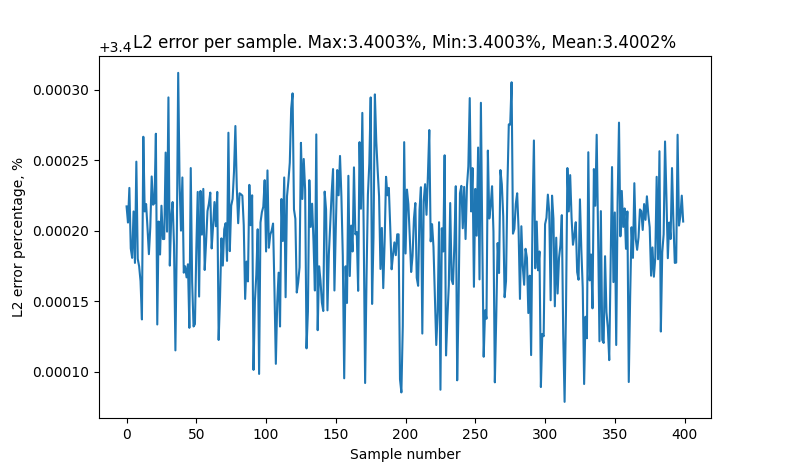 +3.4
L2 error per sample. Max:3.4003%, Min:3.4003%, Mean:3.4002%
0.00030
0.00025
0.00020
0.00015
0.00010
L2 error percentage, %
0 50 100 150 200 250 300 350 400
Sample number